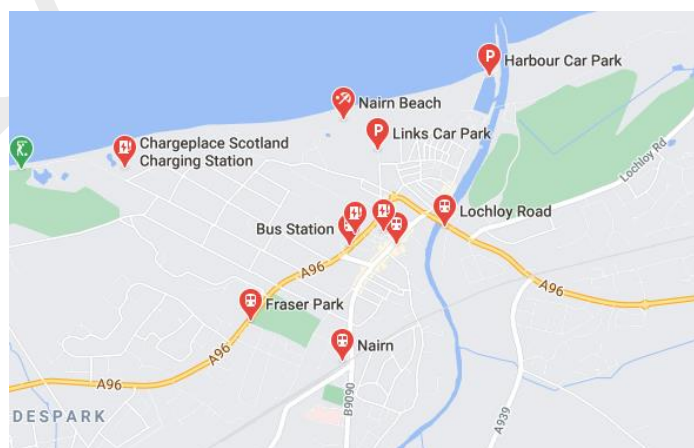 Harbour Car Park
Nairn Beach
Links Car Park
Chargeplace Scotland
Charging Station
Lochloy Rd
Lochloy Road
Bus Station
A96
A96
Fraser Park
A96
Nairn
A96
B9090
A939
DESPARK